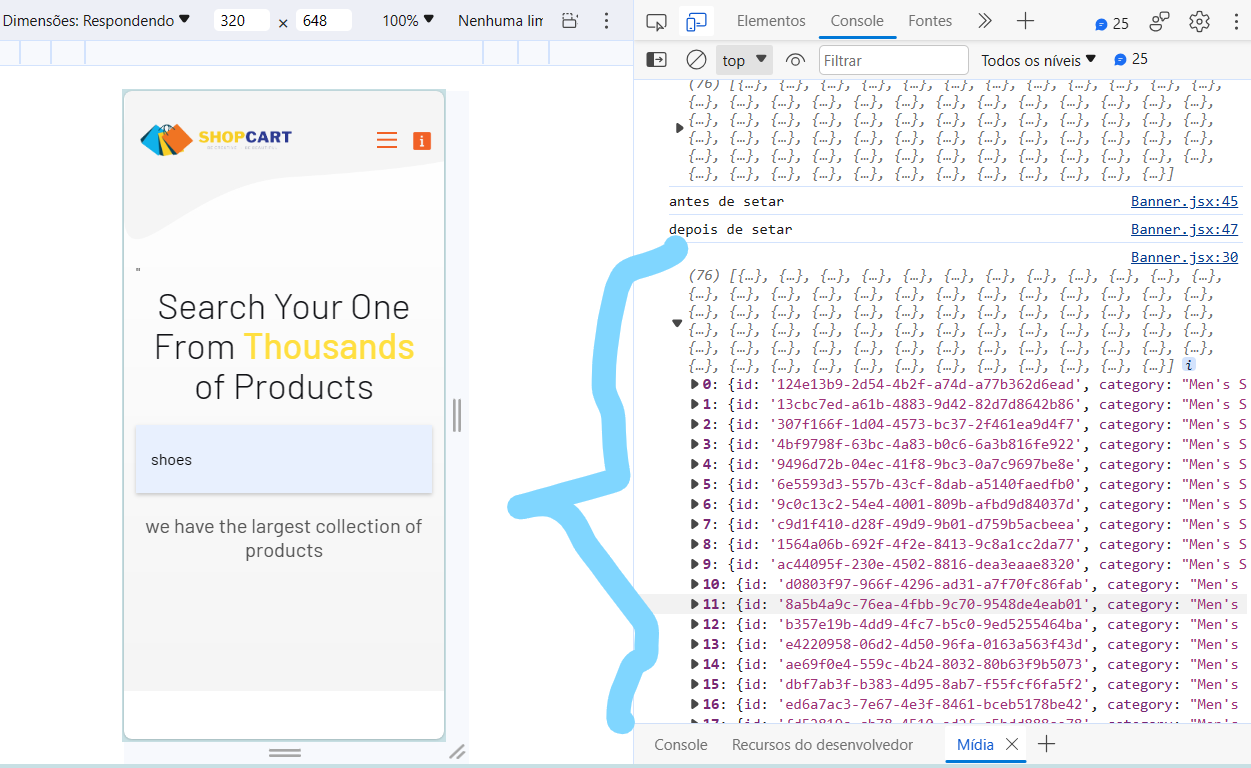 Dimensões: Respondendo ▼ 320 × 648 100% ▼ Nenhuma lin
Elementos Console Fontes 25
top ▼ Filtrar Todos os níveis ▼ 25
SHOPCART
"
Search Your One
From Thousands
of Products
shoes
we have the largest collection of
products
(76) [{…}, {…}, {…}, {…}, {…}, {…}, {…}, {…}, {…}, {…}, {…}, {…},
{…}, {…}, {…}, {…}, {…}, {…}, {…}, {…}, {…}, {…}, {…}, {…}, {…},
{…}, {…}, {…}, {…}, {…}, {…}, {…}, {…}, {…}, {…}, {…}, {…}, {…},
{…}, {…}, {…}, {…}, {…}, {…}, {…}, {…}, {…}, {…}, {…}, {…}, {…},
{…}, {…}, {…}, {…}, {…}, {…}, {…}, {…}, {…}, {…}, {…}, {…}, {…},
{…}, {…}, {…}, {…}, {…}, {…}, {…}, {…}, {…}, {…}, {…}, {…}]
antes de setar Banner.jsx:45
depois de setar Banner.jsx:47
Banner.jsx:30
(76) [{…}, {…}, {…}, {…}, {…}, {…}, {…}, {…}, {…}, {…}, {…}, {…},
{…}, {…}, {…}, {…}, {…}, {…}, {…}, {…}, {…}, {…}, {…}, {…}, {…},
{…}, {…}, {…}, {…}, {…}, {…}, {…}, {…}, {…}, {…}, {…}, {…}, {…},
{…}, {…}, {…}, {…}, {…}, {…}, {…}, {…}, {…}, {…}, {…}, {…}, {…},
{…}, {…}, {…}, {…}, {…}, {…}, {…}, {…}, {…}, {…}, {…}, {…}, {…},
{…}, {…}, {…}, {…}, {…}, {…}, {…}, {…}, {…}, {…}, {…}, {…}] i
0: {id: '124e13b9-2d54-4b2f-a74d-a77b362d6ead', category: "Men's S
1: {id: '13cbc7ed-a61b-4883-9d42-82d7d8642b86', category: "Men's S
2: {id: '307f166f-1d04-4573-bc37-2f461ea9d4f7', category: "Men's S
3: {id: '4bf9798f-63bc-4a83-b0c6-6a3b816fe922', category: "Men's S
4: {id: '9496d72b-04ec-41f8-9bc3-0a7c9697be8e', category: "Men's S
5: {id: '6e5593d3-557b-43cf-8dab-a5140faedfb0', category: "Men's S
6: {id: '9c0c13c2-54e4-4001-809b-afbd9d84037d', category: "Men's S
7: {id: 'c9d1f410-d28f-49d9-9b01-d759b5acbeea', category: "Men's S
8: {id: '1564a06b-692f-4f2e-8413-9c8a1cc2da77', category: "Men's S
9: {id: 'ac44095f-230e-4502-8816-dea3eaae8320', category: "Men's S
10: {id: 'd0803f97-966f-4296-ad31-a7f70fc86fab', category: "Men's
11: {id: '8a5b4a9c-76ea-4fbb-9c70-9548de4eab01', category: "Men's
12: {id: 'b357e19b-4dd9-4fc7-b5c0-9ed5255464ba', category: "Men's
13: {id: 'e4220958-06d2-4d50-96fa-0163a563f43d', category: "Men's
14: {id: 'ae69f0e4-559c-4b24-8032-80b63f9b5073', category: "Men's
15: {id: 'dbf7ab3f-b383-4d95-8ab7-f55fcf6fa5f2', category: "Men's
16: {id: 'ed6a7ac3-7e67-4e3f-8461-bceb5178be42', category: "Men's
Console Recursos do desenvolvedor Mídia